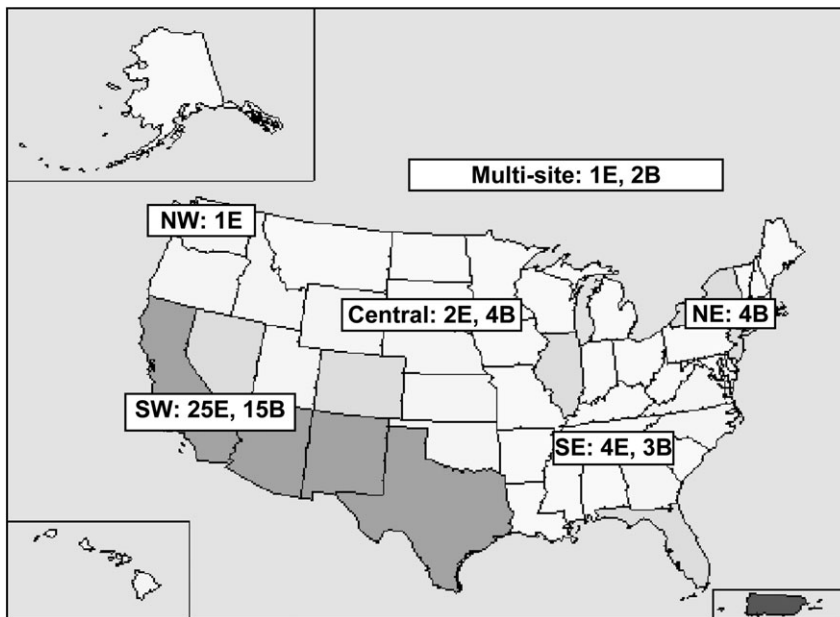 Multi-site: 1E, 2B
NW: 1E
Central: 2E, 4B
NE: 4B
SW: 25E, 15B
SE: 4E, 3B